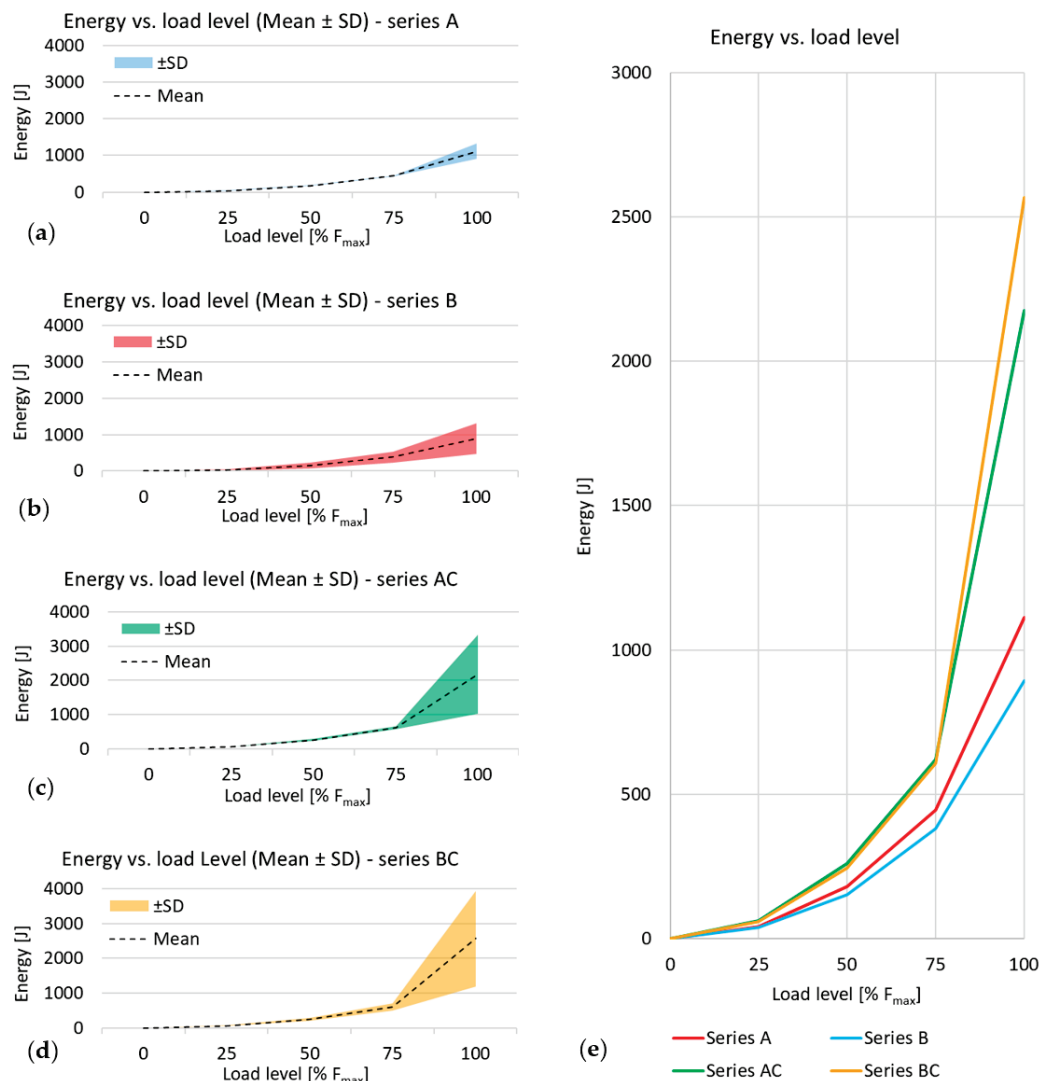 Energy vs. load level (Mean ± SD) - series A
4000
3000
2000
1000
0
Energy [J]
±SD
Mean
0 25 50 75 100
Load level [% Fmax]
(a)
Energy vs. load level (Mean ± SD) - series B
4000
3000
2000
1000
0
Energy [J]
±SD
Mean
0 25 50 75 100
Load level [% Fmax]
(b)
Energy vs. load level (Mean ± SD) - series AC
4000
3000
2000
1000
0
Energy [J]
±SD
Mean
0 25 50 75 100
Load level [% Fmax]
(c)
Energy vs. load Level (Mean ± SD) - series BC
4000
3000
2000
1000
0
Energy [J]
±SD
Mean
0 25 50 75 100
Load level [% Fmax]
(d)
Energy vs. load level
3000
2500
2000
1500
1000
500
0
Energy [J]
0 25 50 75 100
Load level [% Fmax]
Series A Series B
Series AC Series BC
(e)